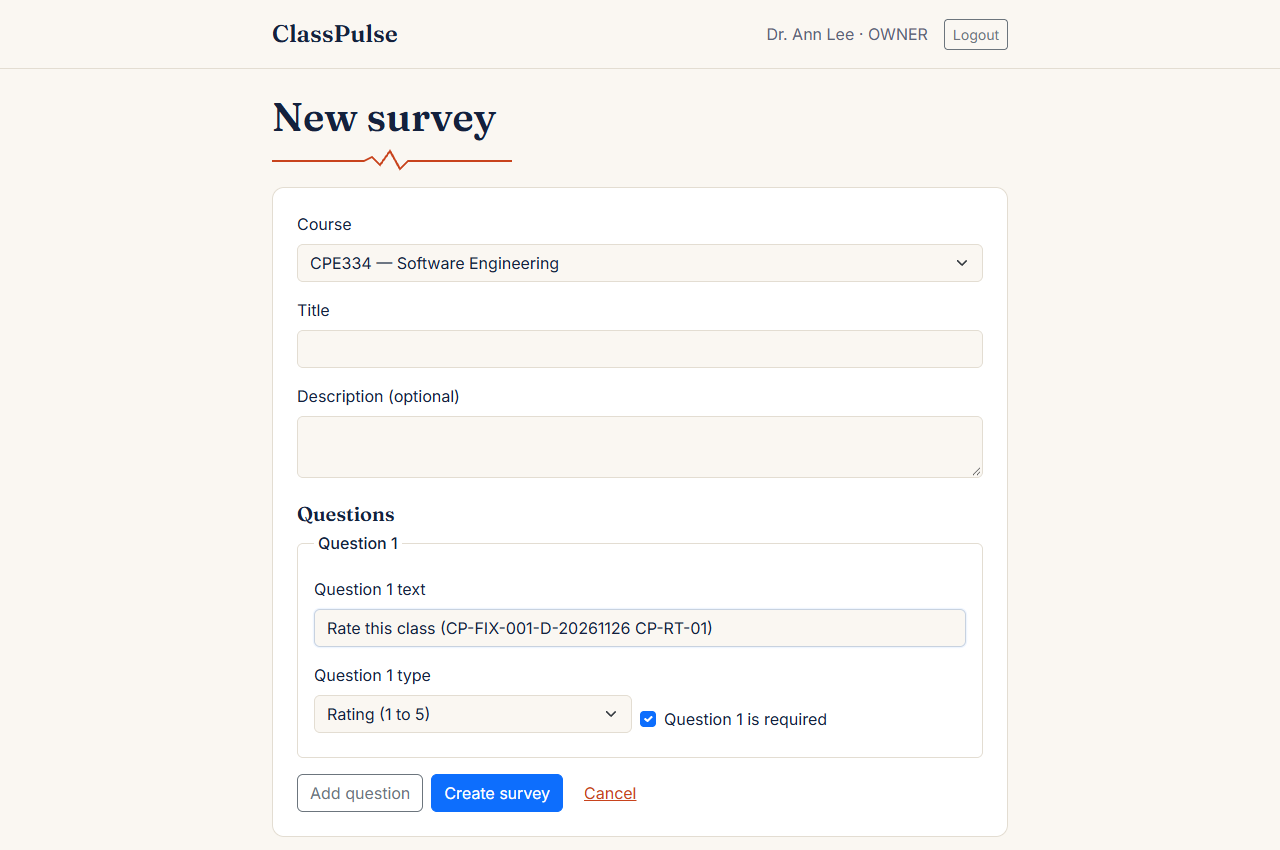 ClassPulse
Dr. Ann Lee · OWNER
Logout
New survey
Course
CPE334 — Software Engineering
Title
Description (optional)
Questions
Question 1
Question 1 text
Rate this class (CP-FIX-001-D-20261126 CP-RT-01)
Question 1 type
Rating (1 to 5)
Question 1 is required
Add question
Create survey
Cancel